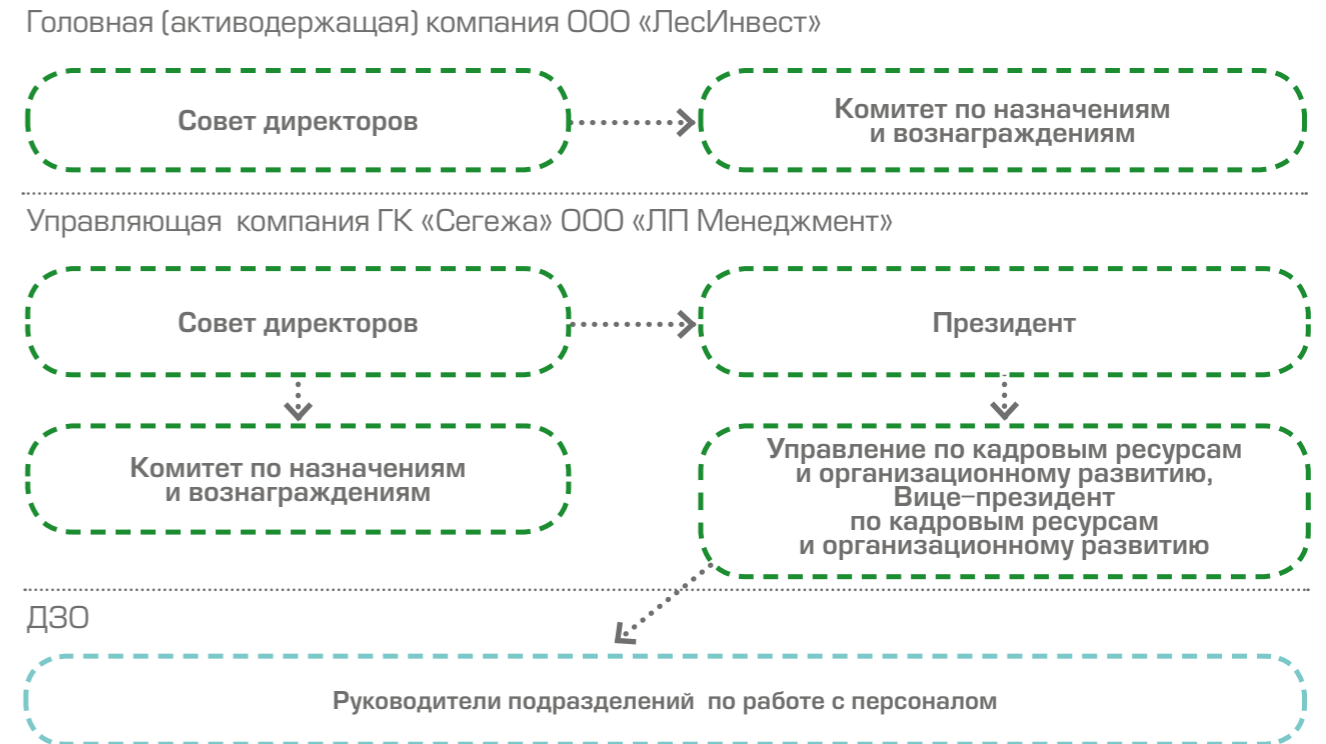 Головная (активодержащая) компания ООО «ЛесИнвест»
Совет директоров
Комитет по назначениям
и вознаграждениям
Управляющая компания ГК «Сегежа» ООО «ЛП Менеджмент»
Совет директоров
Президент
Комитет по назначениям
и вознаграждениям
Управление по кадровым ресурсам
и организационному развитию,
Вице-президент
по кадровым ресурсам
и организационному развитию
ДЗО
Руководители подразделений по работе с персоналом